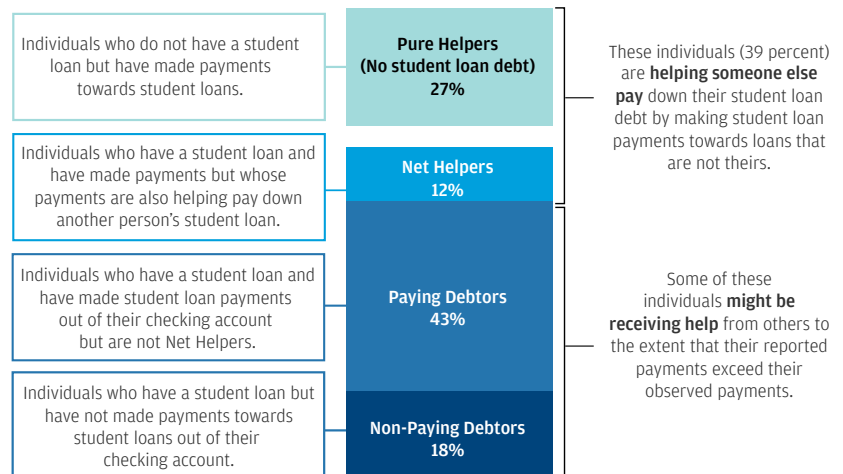 Individuals who do not have a student
loan but have made payments
towards student loans.
Pure Helpers
(No student loan debt)
27%
These individuals (39 percent)
are helping someone else
pay down their student loan
debt by making student loan
payments towards loans that
are not theirs.
Individuals who have a student loan and
have made payments but whose
payments are also helping pay down
another person's student loan.
Net Helpers
12%
Individuals who have a student loan and
have made student loan payments
out of their checking account
but are not Net Helpers.
Paying Debtors
43%
Some of these
individuals might be
receiving help from others to
the extent that their reported
payments exceed their
observed payments.
Individuals who have a student loan but
have not made payments towards
student loans out of their
checking account.
Non-Paying Debtors
18%